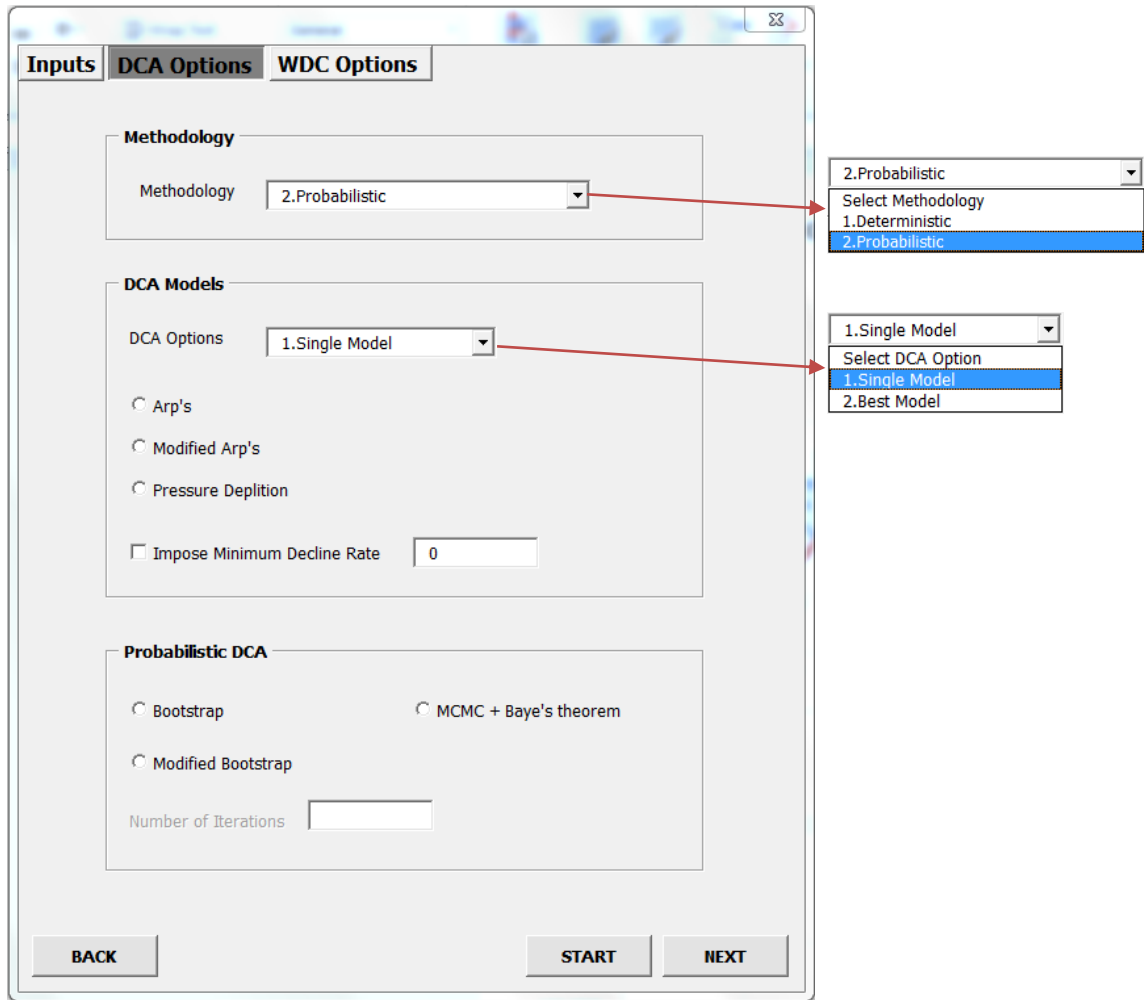 Inputs DCA Options WDC Options
Methodology
Methodology 2.Probabilistic
2.Probabilistic
Select Methodology
1.Deterministic
2.Probabilistic
DCA Models
DCA Options 1.Single Model
1.Single Model
Select DCA Option
1.Single Model
2.Best Model
Arp's
Modified Arp's
Pressure Deplition
Impose Minimum Decline Rate 0
Probabilistic DCA
Bootstrap MCMC + Baye's theorem
Modified Bootstrap
Number of Iterations
BACK START NEXT